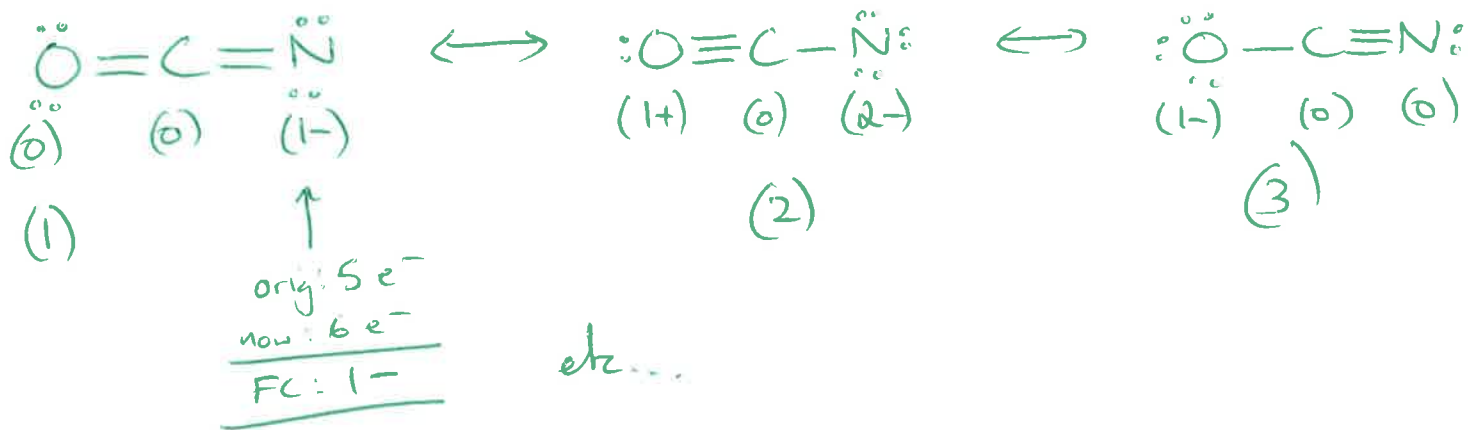 Ö=C=N̈ ⟷ :O≡C–N̈: ⟷ :Ö–C≡N:
(0) (0) (1-) (1+) (0) (2-) (1-) (0) (0)
(1) (2) (3)
orig: 5 e⁻
now: 6 e⁻
FC: 1-
etc....